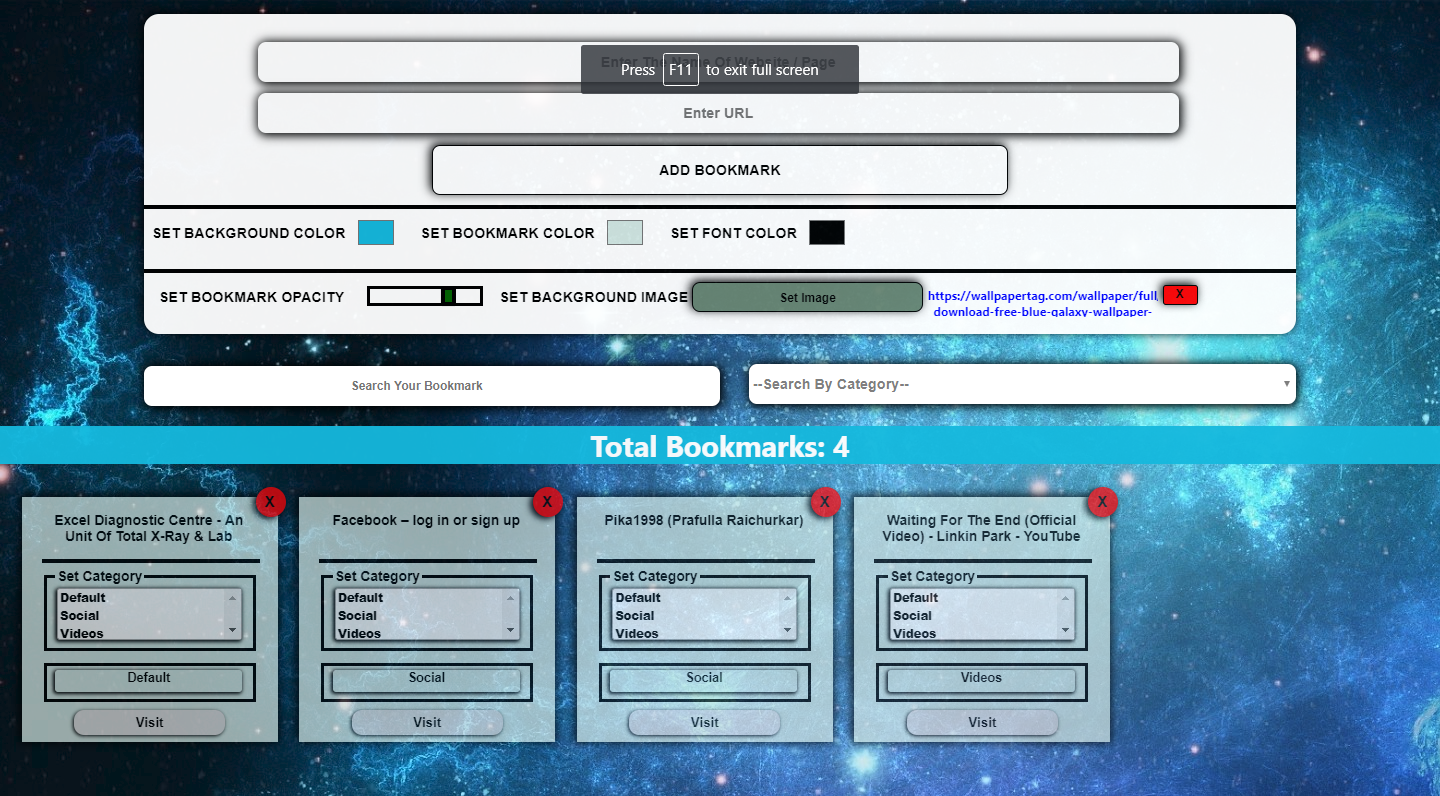 Enter The Name Of Website / Page
Press F11 to exit full screen
Enter URL
ADD BOOKMARK
SET BACKGROUND COLOR SET BOOKMARK COLOR SET FONT COLOR
SET BOOKMARK OPACITY SET BACKGROUND IMAGE Set Image https://wallpapertag.com/wallpaper/full/ X
download-free-blue-galaxy-wallpaper-
Search Your Bookmark --Search By Category--
Total Bookmarks: 4
X
Excel Diagnostic Centre - An
Unit Of Total X-Ray & Lab
Set Category
Default
Social
Videos
Default
Visit
X
Facebook – log in or sign up
Set Category
Default
Social
Videos
Social
Visit
X
Pika1998 (Prafulla Raichurkar)
Set Category
Default
Social
Videos
Social
Visit
X
Waiting For The End (Official
Video) - Linkin Park - YouTube
Set Category
Default
Social
Videos
Videos
Visit